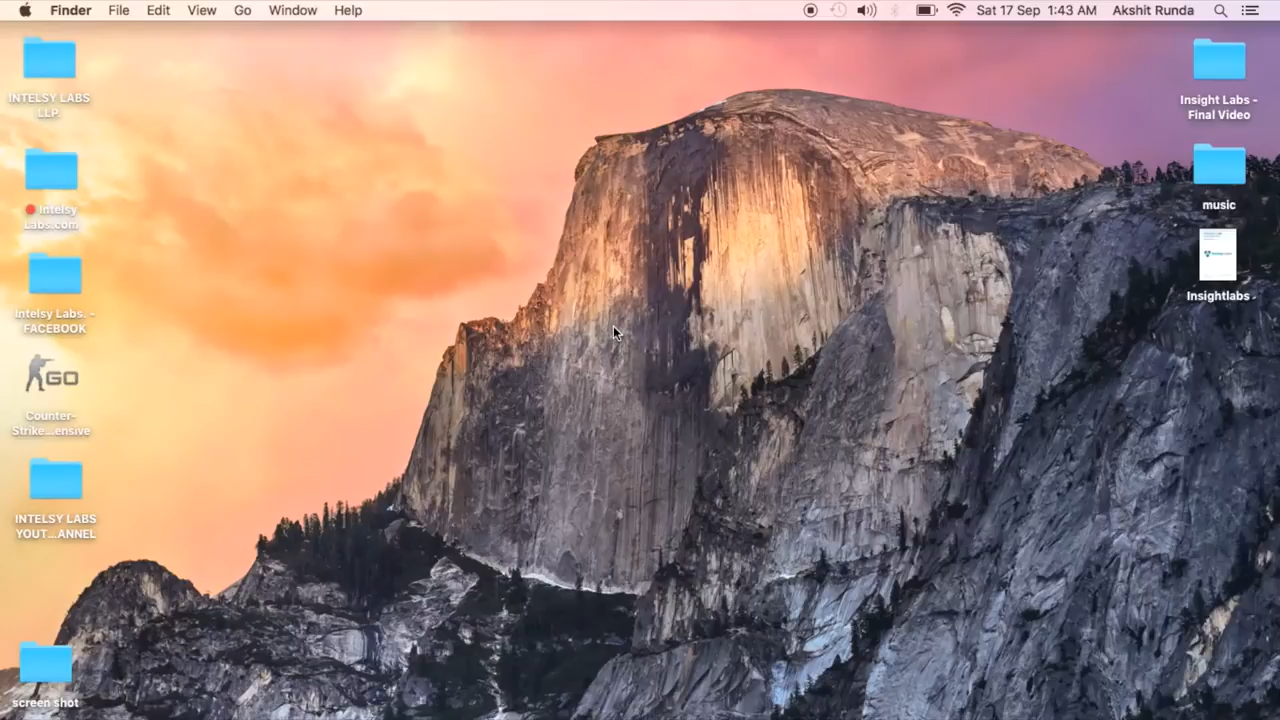 Finder File Edit View Go Window Help Sat 17 Sep 1:43 AM Akshit Runda
INTELSY LABS
LLP.
Intelsy
Labs.com
Intelsy Labs. -
FACEBOOK
GO
Counter-
Strike...ensive
INTELSY LABS
YOUT...ANNEL
screen shot
Insight Labs -
Final Video
music
Insightlabs -